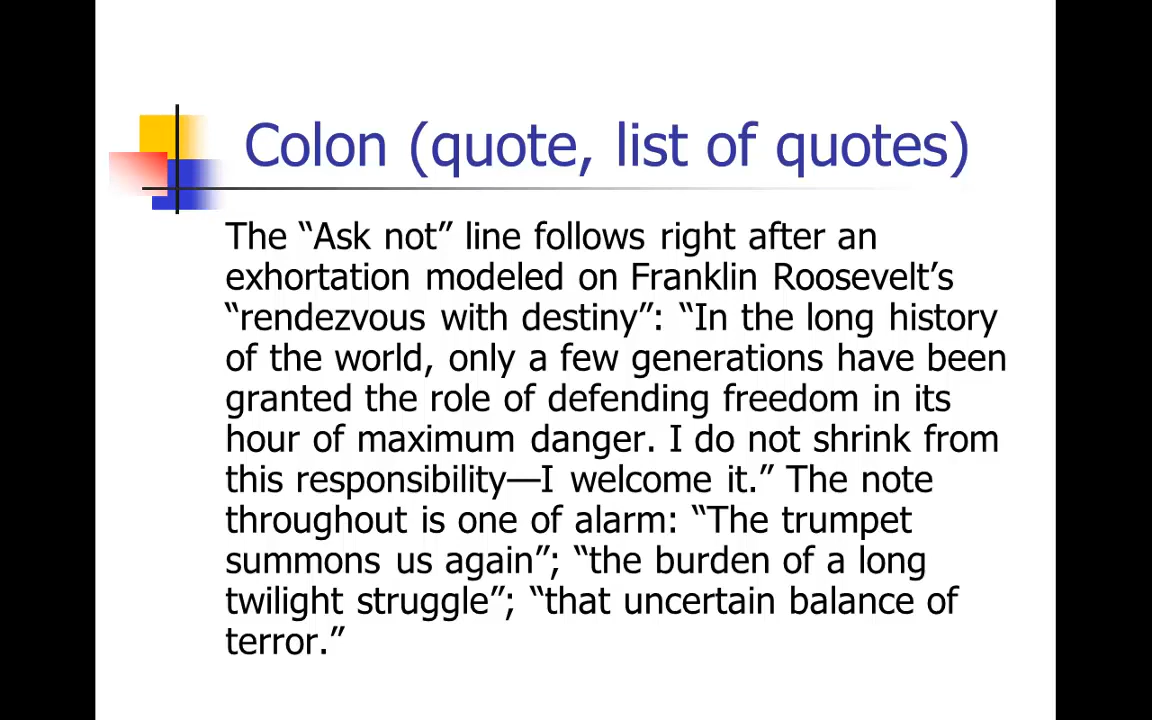 Colon (quote, list of quotes)
The “Ask not” line follows right after an
exhortation modeled on Franklin Roosevelt’s
“rendezvous with destiny”: “In the long history
of the world, only a few generations have been
granted the role of defending freedom in its
hour of maximum danger. I do not shrink from
this responsibility—I welcome it.” The note
throughout is one of alarm: “The trumpet
summons us again”; “the burden of a long
twilight struggle”; “that uncertain balance of
terror.”